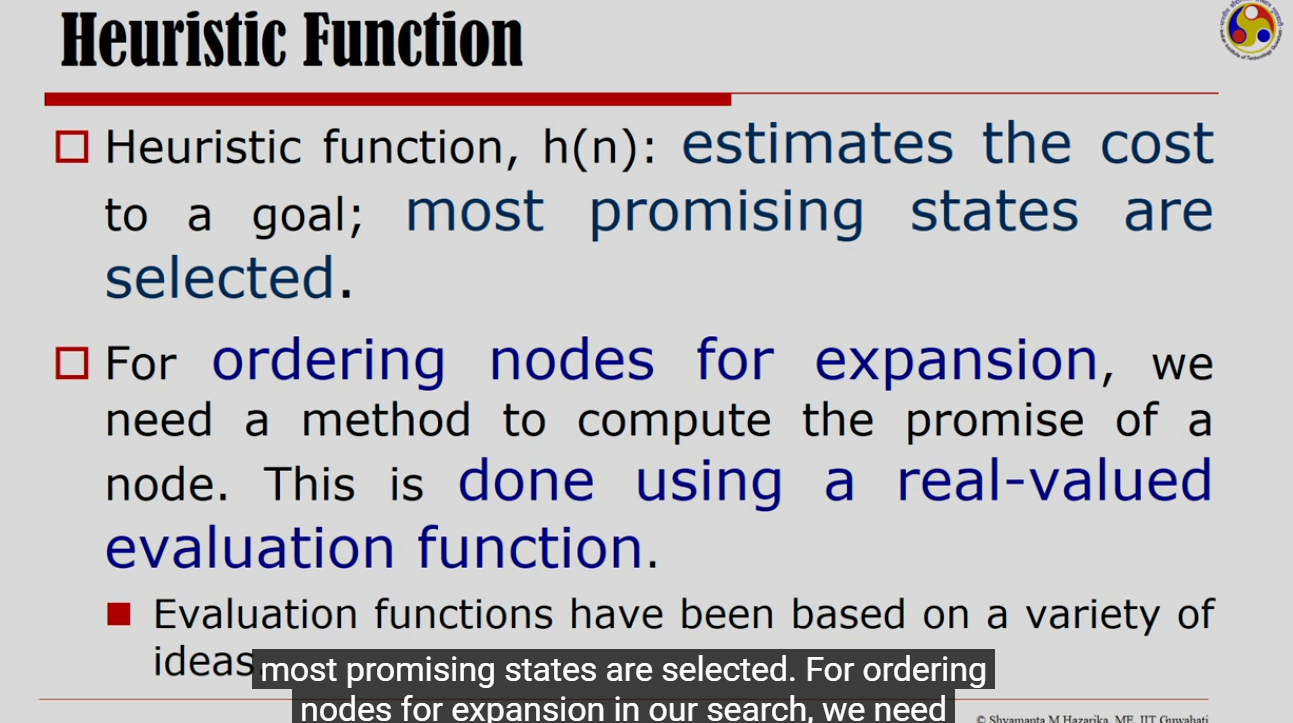 Heuristic Function
Heuristic function, h(n): estimates the cost
to a goal; most promising states are
selected.
For ordering nodes for expansion, we
need a method to compute the promise of a
node. This is done using a real-valued
evaluation function.
Evaluation functions have been based on a variety of
ideas.
most promising states are selected. For ordering
nodes for expansion in our search, we need
© Shyamanta M Hazarika, ME, IIT Guwahati